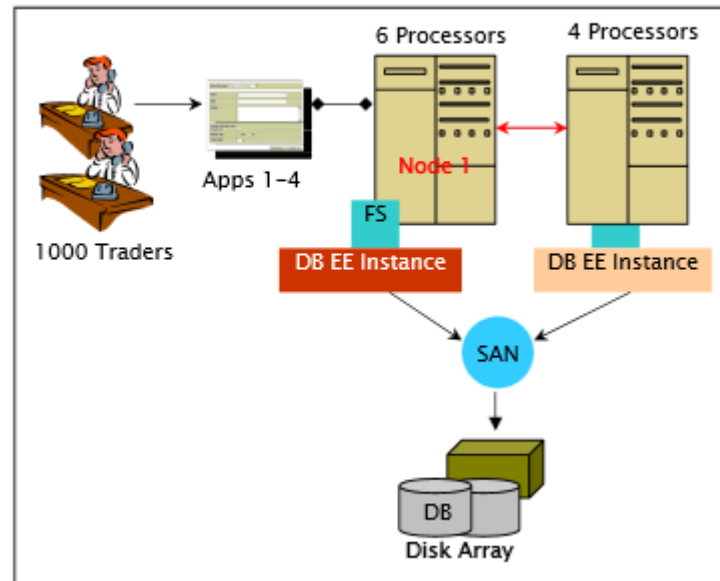 6 Processors
4 Processors
Node 1
Apps 1-4
FS
1000 Traders
DB EE Instance
DB EE Instance
SAN
DB
Disk Array